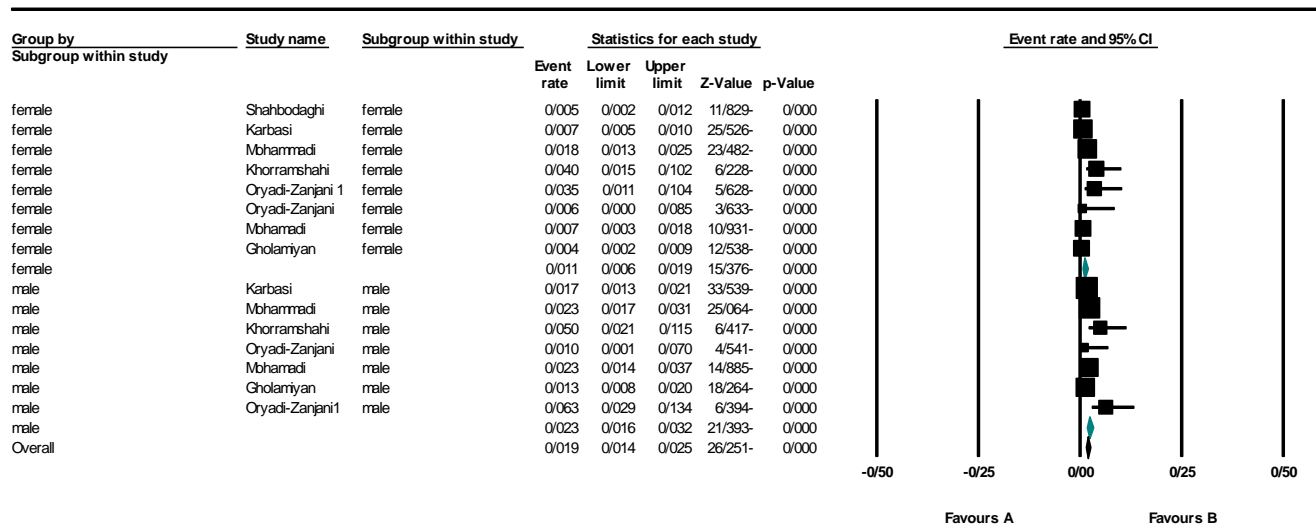 Group by Study name Subgroup within study Statistics for each study Event rate and 95% CI
Subgroup within study
Event Lower Upper
rate limit limit Z-Value p-Value
female Shahbodaghi female 0/005 0/002 0/012 11/829- 0/000
female Karbasi female 0/007 0/005 0/010 25/526- 0/000
female Mohammadi female 0/018 0/013 0/025 23/482- 0/000
female Khorramshahi female 0/040 0/015 0/102 6/228- 0/000
female Oryadi-Zanjani 1 female 0/035 0/011 0/104 5/628- 0/000
female Oryadi-Zanjani female 0/006 0/000 0/085 3/633- 0/000
female Mohamadi female 0/007 0/003 0/018 10/931- 0/000
female Gholamiyan female 0/004 0/002 0/009 12/538- 0/000
female 0/011 0/006 0/019 15/376- 0/000
male Karbasi male 0/017 0/013 0/021 33/539- 0/000
male Mohammadi male 0/023 0/017 0/031 25/064- 0/000
male Khorramshahi male 0/050 0/021 0/115 6/417- 0/000
male Oryadi-Zanjani male 0/010 0/001 0/070 4/541- 0/000
male Mohamadi male 0/023 0/014 0/037 14/885- 0/000
male Gholamiyan male 0/013 0/008 0/020 18/264- 0/000
male Oryadi-Zanjani1 male 0/063 0/029 0/134 6/394- 0/000
male 0/023 0/016 0/032 21/393- 0/000
Overall 0/019 0/014 0/025 26/251- 0/000
-0/50 -0/25 0/00 0/25 0/50
Favours A Favours B